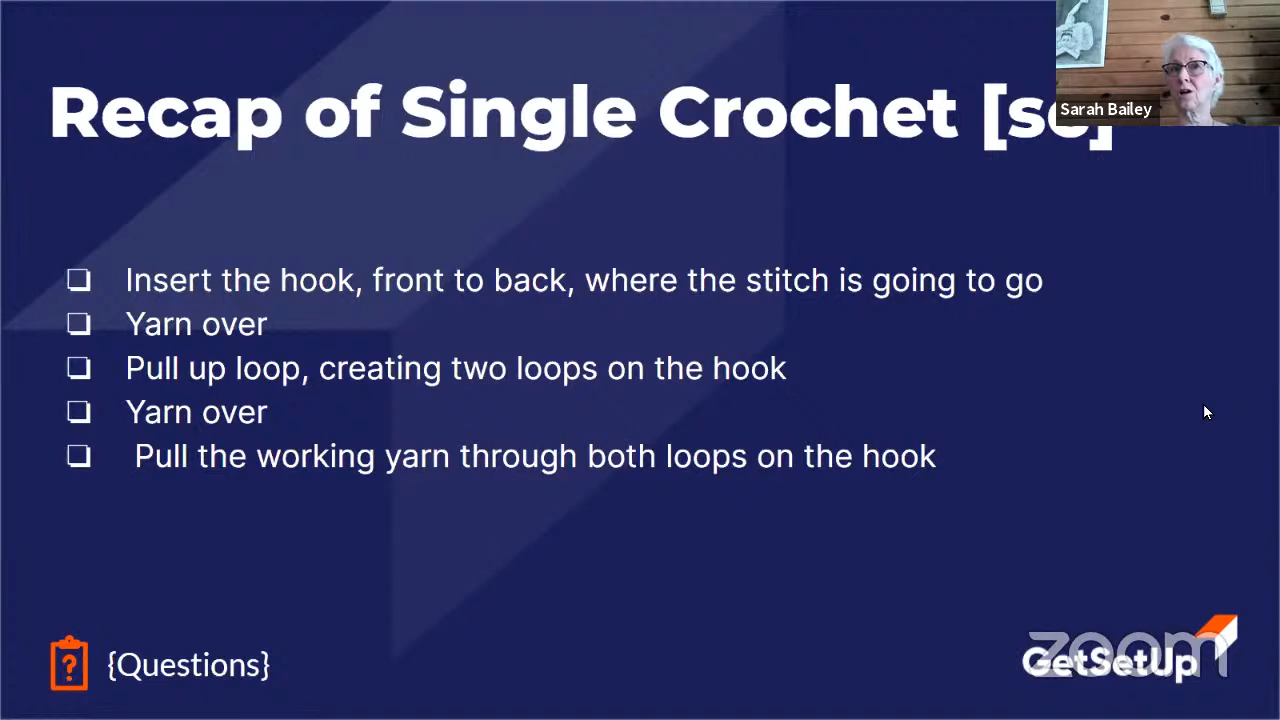 Recap of Single Crochet [sc]
Sarah Bailey
❏ Insert the hook, front to back, where the stitch is going to go
❏ Yarn over
❏ Pull up loop, creating two loops on the hook
❏ Yarn over
❏ Pull the working yarn through both loops on the hook
{Questions}
zoom
GetSetUp